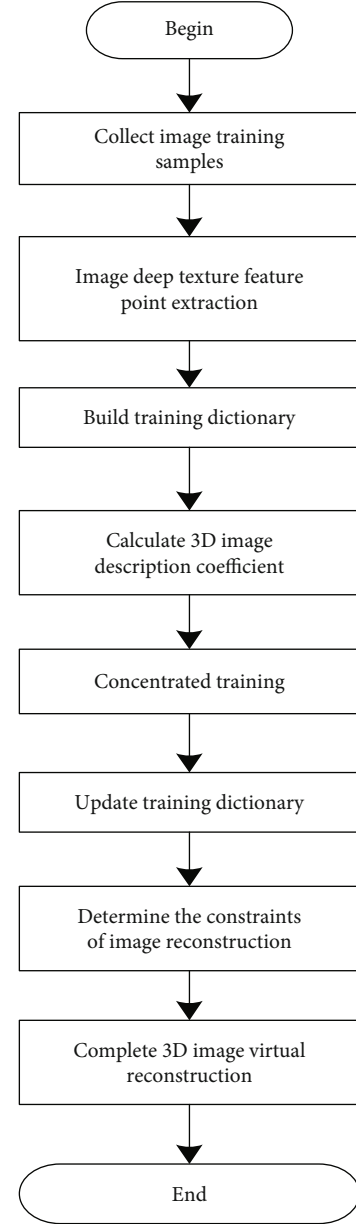 Begin
Collect image training
samples
Image deep texture feature
point extraction
Build training dictionary
Calculate 3D image
description coefficient
Concentrated training
Update training dictionary
Determine the constraints
of image reconstruction
Complete 3D image virtual
reconstruction
End